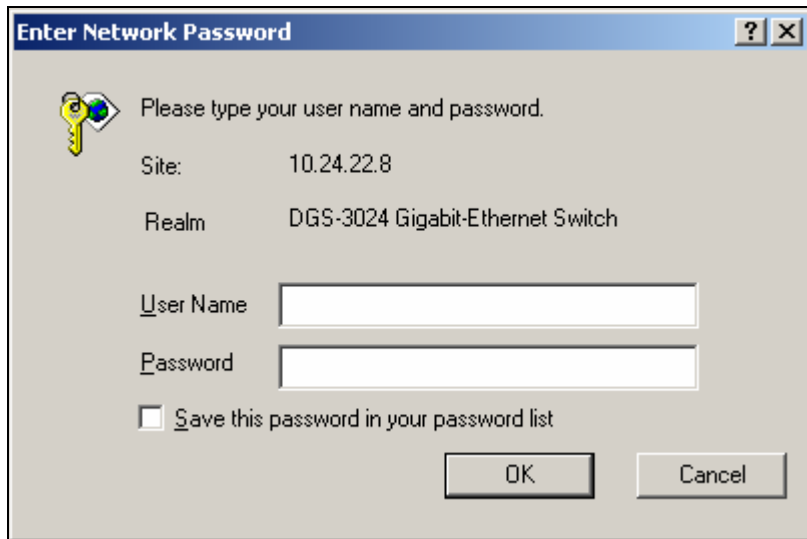 Enter Network Password
Please type your user name and password.
Site: 10.24.22.8
Realm DGS-3024 Gigabit-Ethernet Switch
User Name
Password
Save this password in your password list
OK Cancel